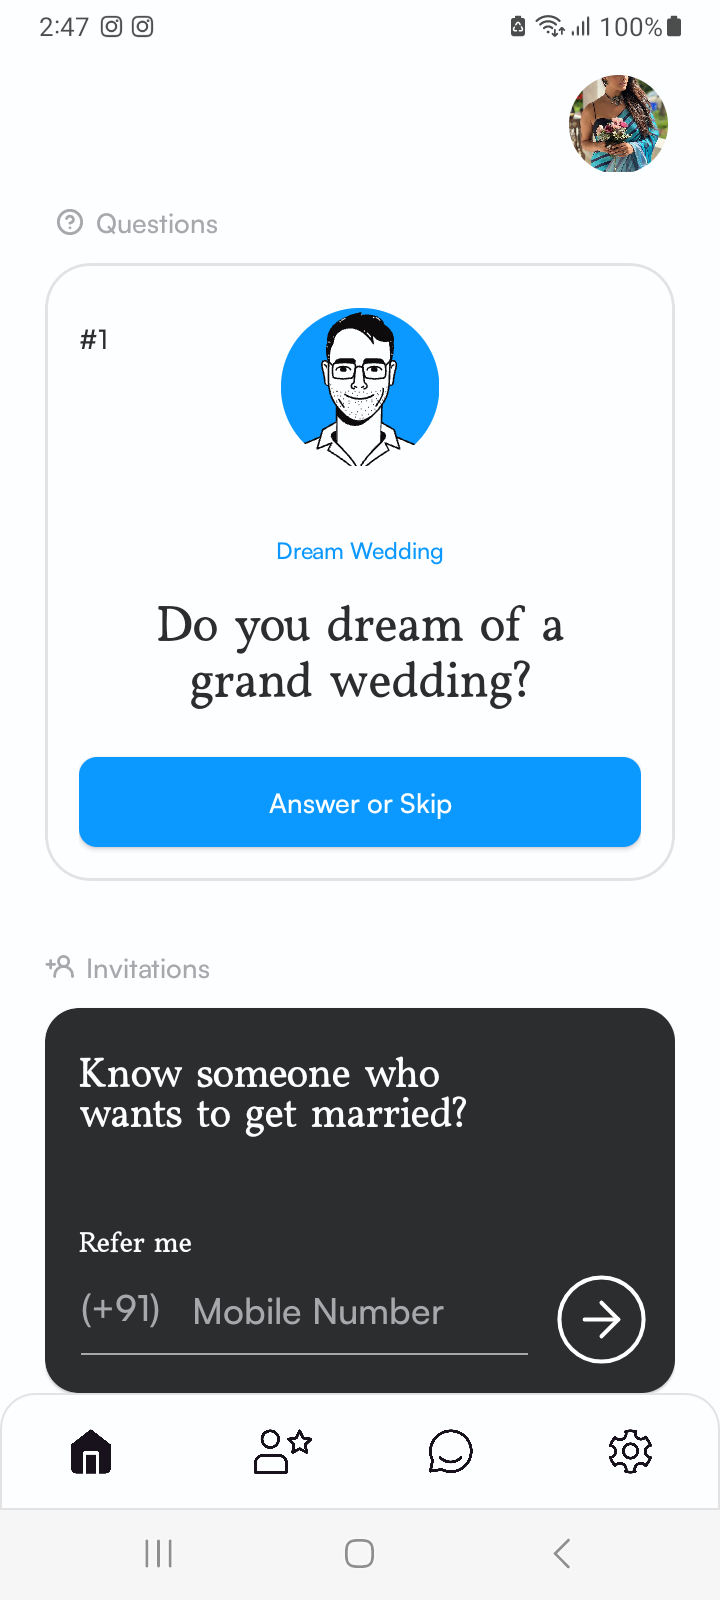 2:47 100%
Questions
#1
Dream Wedding
Do you dream of a
grand wedding?
Answer or Skip
Invitations
Know someone who
wants to get married?
Refer me
(+91) Mobile Number